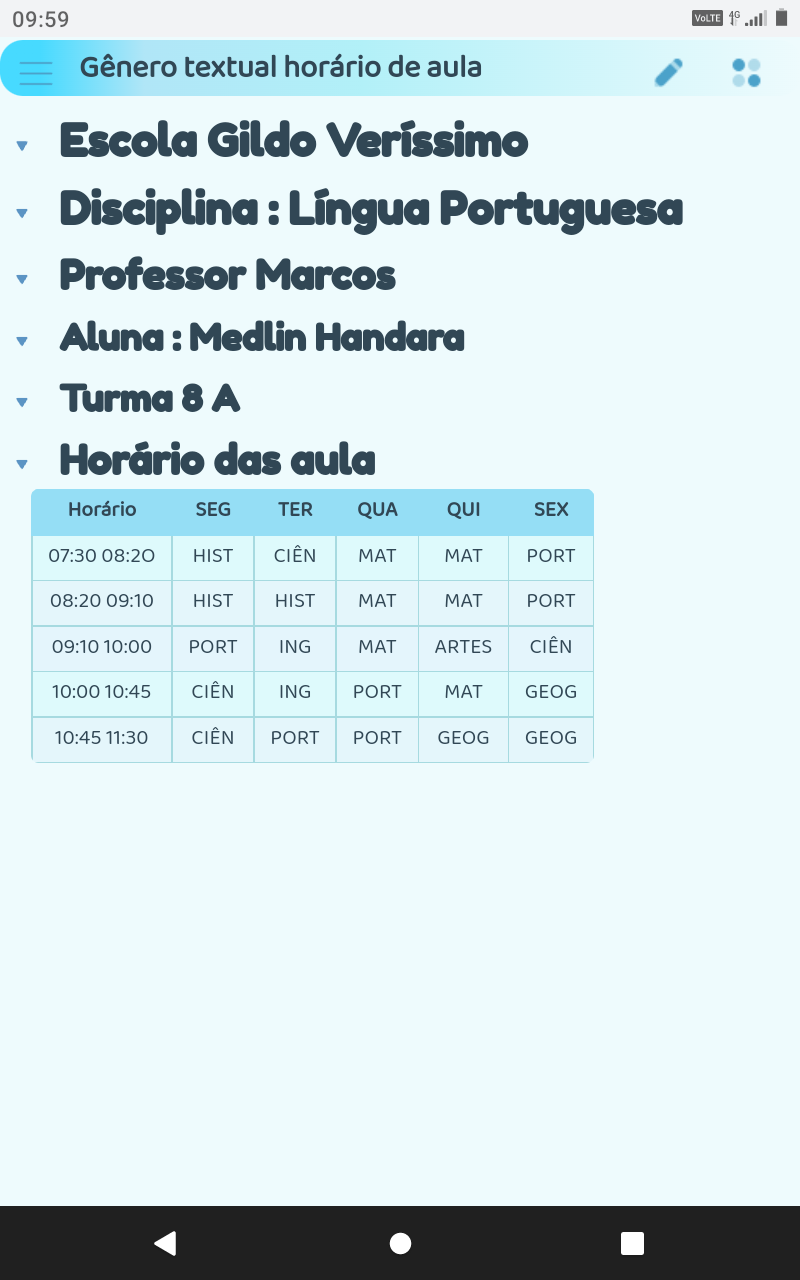 09:59
VoLTE 4G
Gênero textual horário de aula
Escola Gildo Veríssimo
Disciplina : Língua Portuguesa
Professor Marcos
Aluna : Medlin Handara
Turma 8 A
Horário das aula
Horário SEG TER QUA QUI SEX
07:30 08:2O HIST CIÊN MAT MAT PORT
08:20 09:10 HIST HIST MAT MAT PORT
09:10 10:00 PORT ING MAT ARTES CIÊN
10:00 10:45 CIÊN ING PORT MAT GEOG
10:45 11:30 CIÊN PORT PORT GEOG GEOG